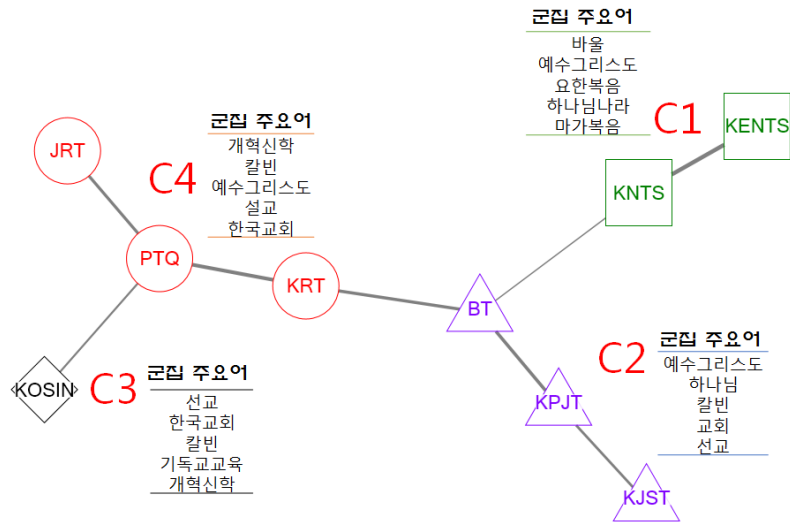 군집 주요어
바울
예수그리스도
요한복음
하나님나라
마가복음
C1
KENTS
KNTS
군집 주요어
개혁신학
칼빈
예수그리스도
설교
한국교회
C4
JRT
PTQ
KRT
BT
C2
군집 주요어
예수그리스도
하나님
칼빈
교회
선교
KPJT
KJST
KOSIN
C3
군집 주요어
선교
한국교회
칼빈
기독교교육
개혁신학